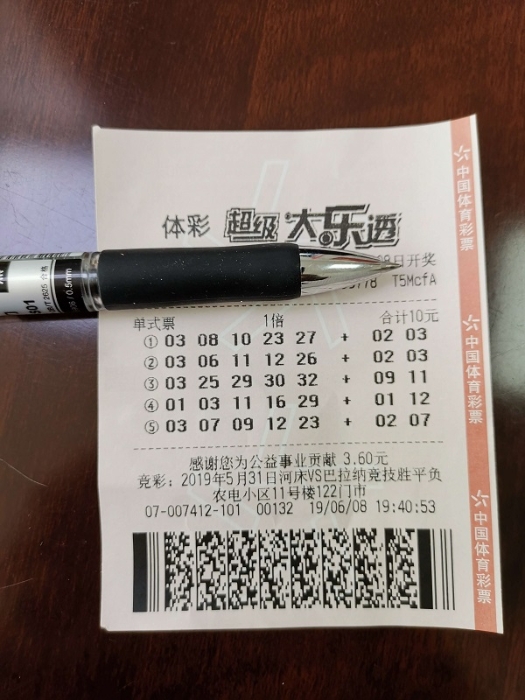 体彩 超级大乐透
日开奖
T5McfA
单式票 1倍 合计10元
① 03 08 10 23 27 + 02 03
② 03 06 11 12 26 + 02 03
③ 03 25 29 30 32 + 09 11
④ 01 03 11 16 29 + 01 12
⑤ 03 07 09 12 23 + 02 07
感谢您为公益事业贡献 3.60元
竞彩：2019年5月31日河床VS巴拉纳竞技胜平负
农电小区11号楼122门市
07-007412-101 00132 19/06/08 19:40:53
中国体育彩票
中国体育彩票
中国体育彩票
0.5mm